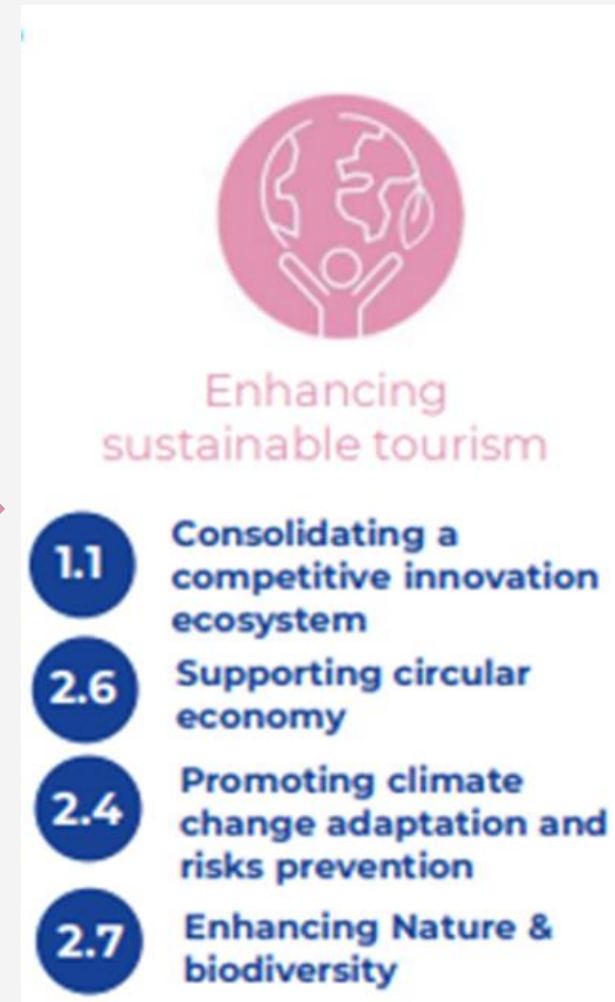 Enhancing
sustainable tourism
1.1 Consolidating a
competitive innovation
ecosystem
2.6 Supporting circular
economy
2.4 Promoting climate
change adaptation and
risks prevention
2.7 Enhancing Nature &
biodiversity